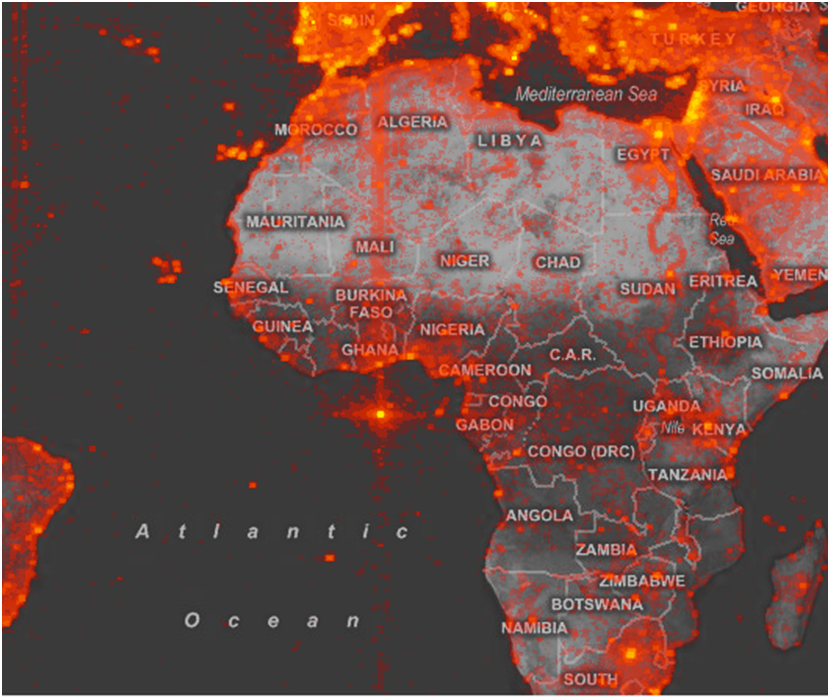 GEORGIA
SPAIN
ITALY
TURKEY
SYRIA
Mediterranean Sea
IRAQ
MOROCCO
ALGERIA
LIBYA
EGYPT
SAUDI ARABIA
MAURITANIA
Red
Sea
MALI
NIGER
CHAD
SENEGAL
BURKINA
FASO
SUDAN
ERITREA
YEMEN
GUINEA
NIGERIA
ETHIOPIA
GHANA
C.A.R.
CAMEROON
SOMALIA
CONGO
UGANDA
GABON
Nile
KENYA
CONGO (DRC)
TANZANIA
ANGOLA
Atlantic
ZAMBIA
ZIMBABWE
BOTSWANA
Ocean
NAMIBIA
SOUTH